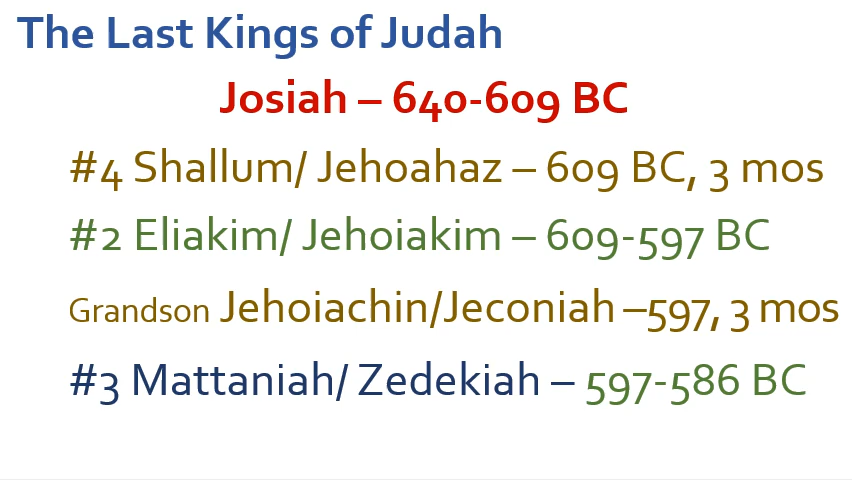 The Last Kings of Judah
Josiah – 640-609 BC
#4 Shallum/ Jehoahaz – 609 BC, 3 mos
#2 Eliakim/ Jehoiakim – 609-597 BC
Grandson Jehoiachin/Jeconiah –597, 3 mos
#3 Mattaniah/ Zedekiah – 597-586 BC